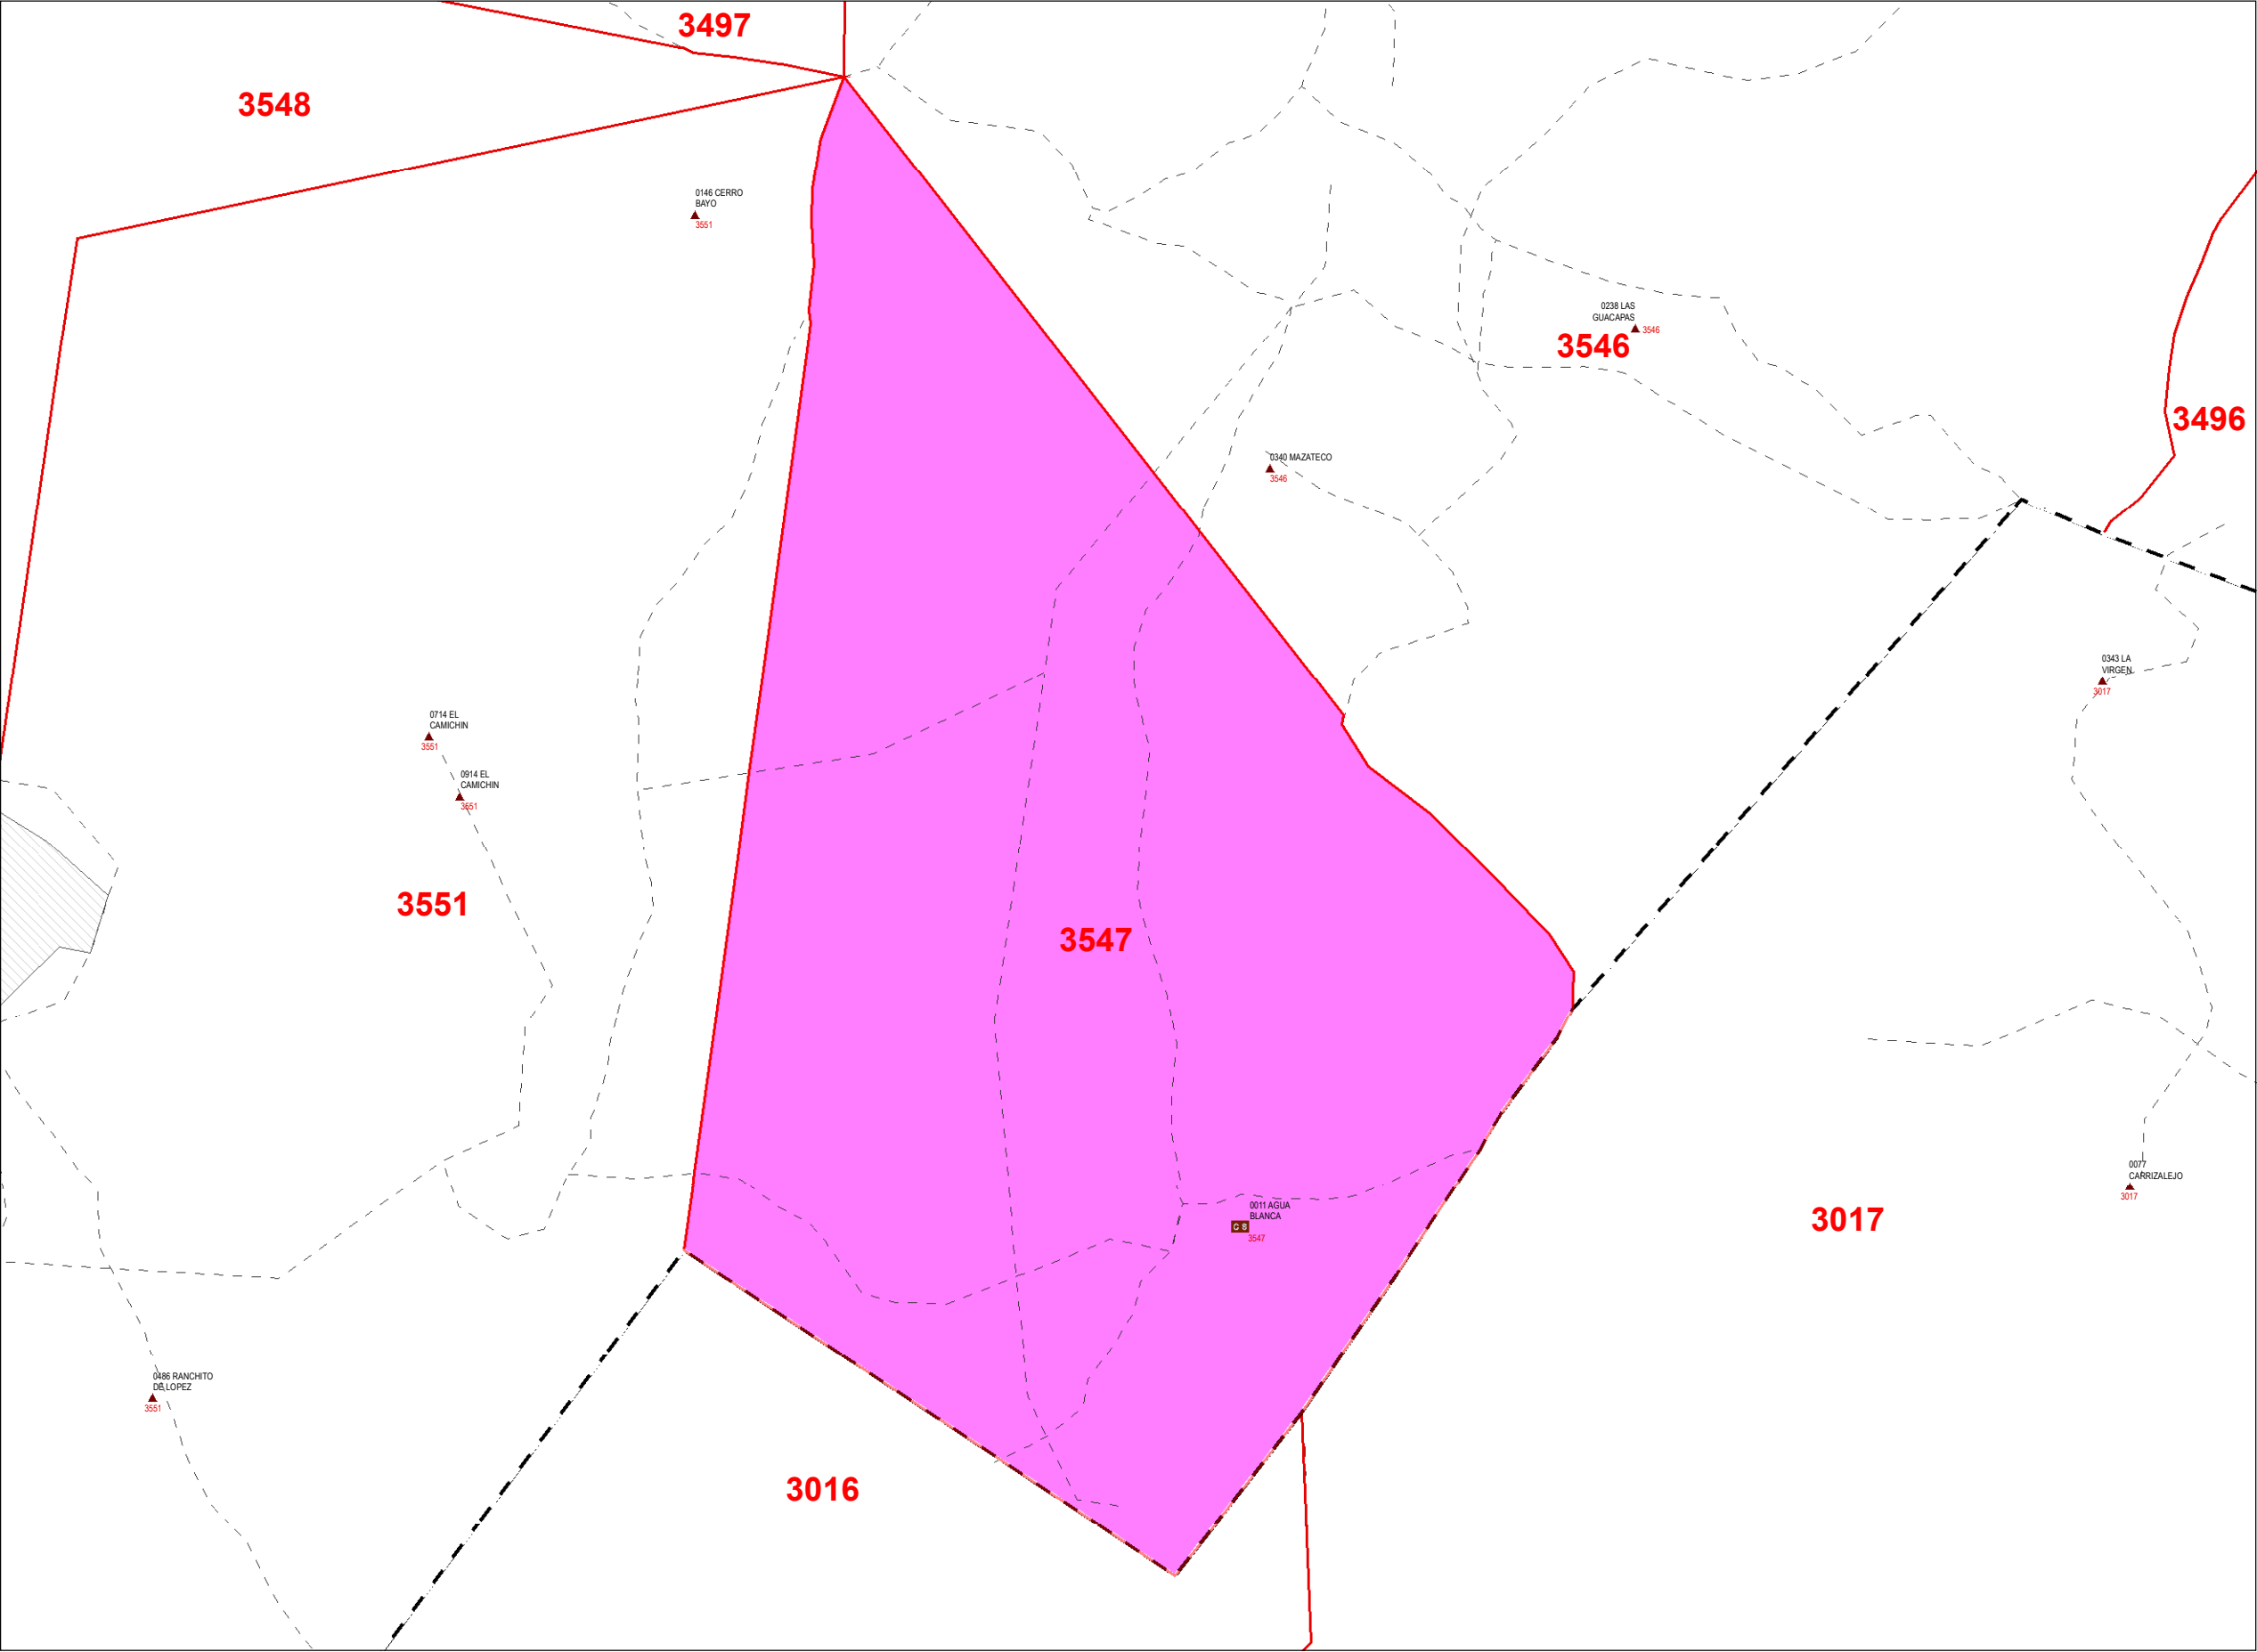 3497
3548
0146 CERRO
BAYO
3551
0238 LAS
GUACAPAS
3546
3546
3496
0340 MAZATECO
3546
0343 LA
VIRGEN
3017
0714 EL
CAMICHIN
3551
0914 EL
CAMICHIN
3551
3551
3547
0077
CARRIZALEJO
3017
0011 AGUA
BLANCA
C S
3547
3017
0486 RANCHITO
DE LOPEZ
3551
3016